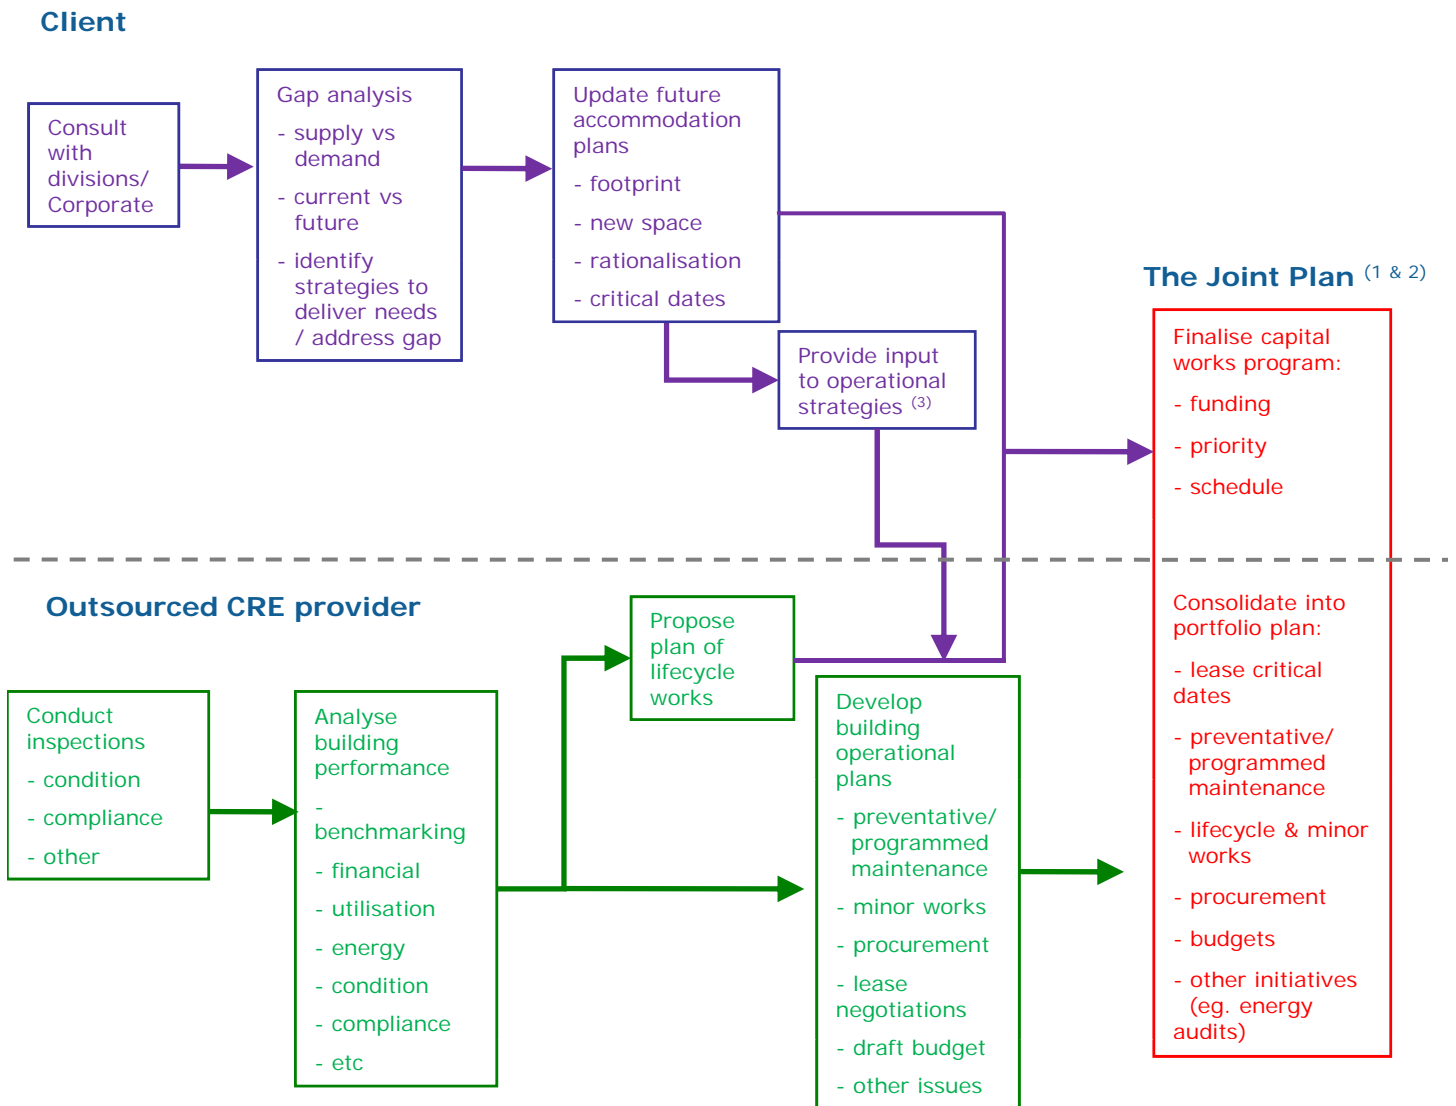 Client
Consult
with
divisions/
Corporate
Gap analysis
- supply vs
demand
- current vs
future
- identify
strategies to
deliver needs
/ address gap
Update future
accommodation
plans
- footprint
- new space
- rationalisation
- critical dates
Provide input
to operational
strategies (3)
The Joint Plan (1 & 2)
Finalise capital
works program:
- funding
- priority
- schedule
Consolidate into
portfolio plan:
- lease critical
dates
- preventative/
programmed
maintenance
- lifecycle & minor
works
- procurement
- budgets
- other initiatives
(eg. energy
audits)
Outsourced CRE provider
Conduct
inspections
- condition
- compliance
- other
Analyse
building
performance
-
benchmarking
- financial
- utilisation
- energy
- condition
- compliance
- etc
Propose
plan of
lifecycle
works
Develop
building
operational
plans
- preventative/
programmed
maintenance
- minor works
- procurement
- lease
negotiations
- draft budget
- other issues